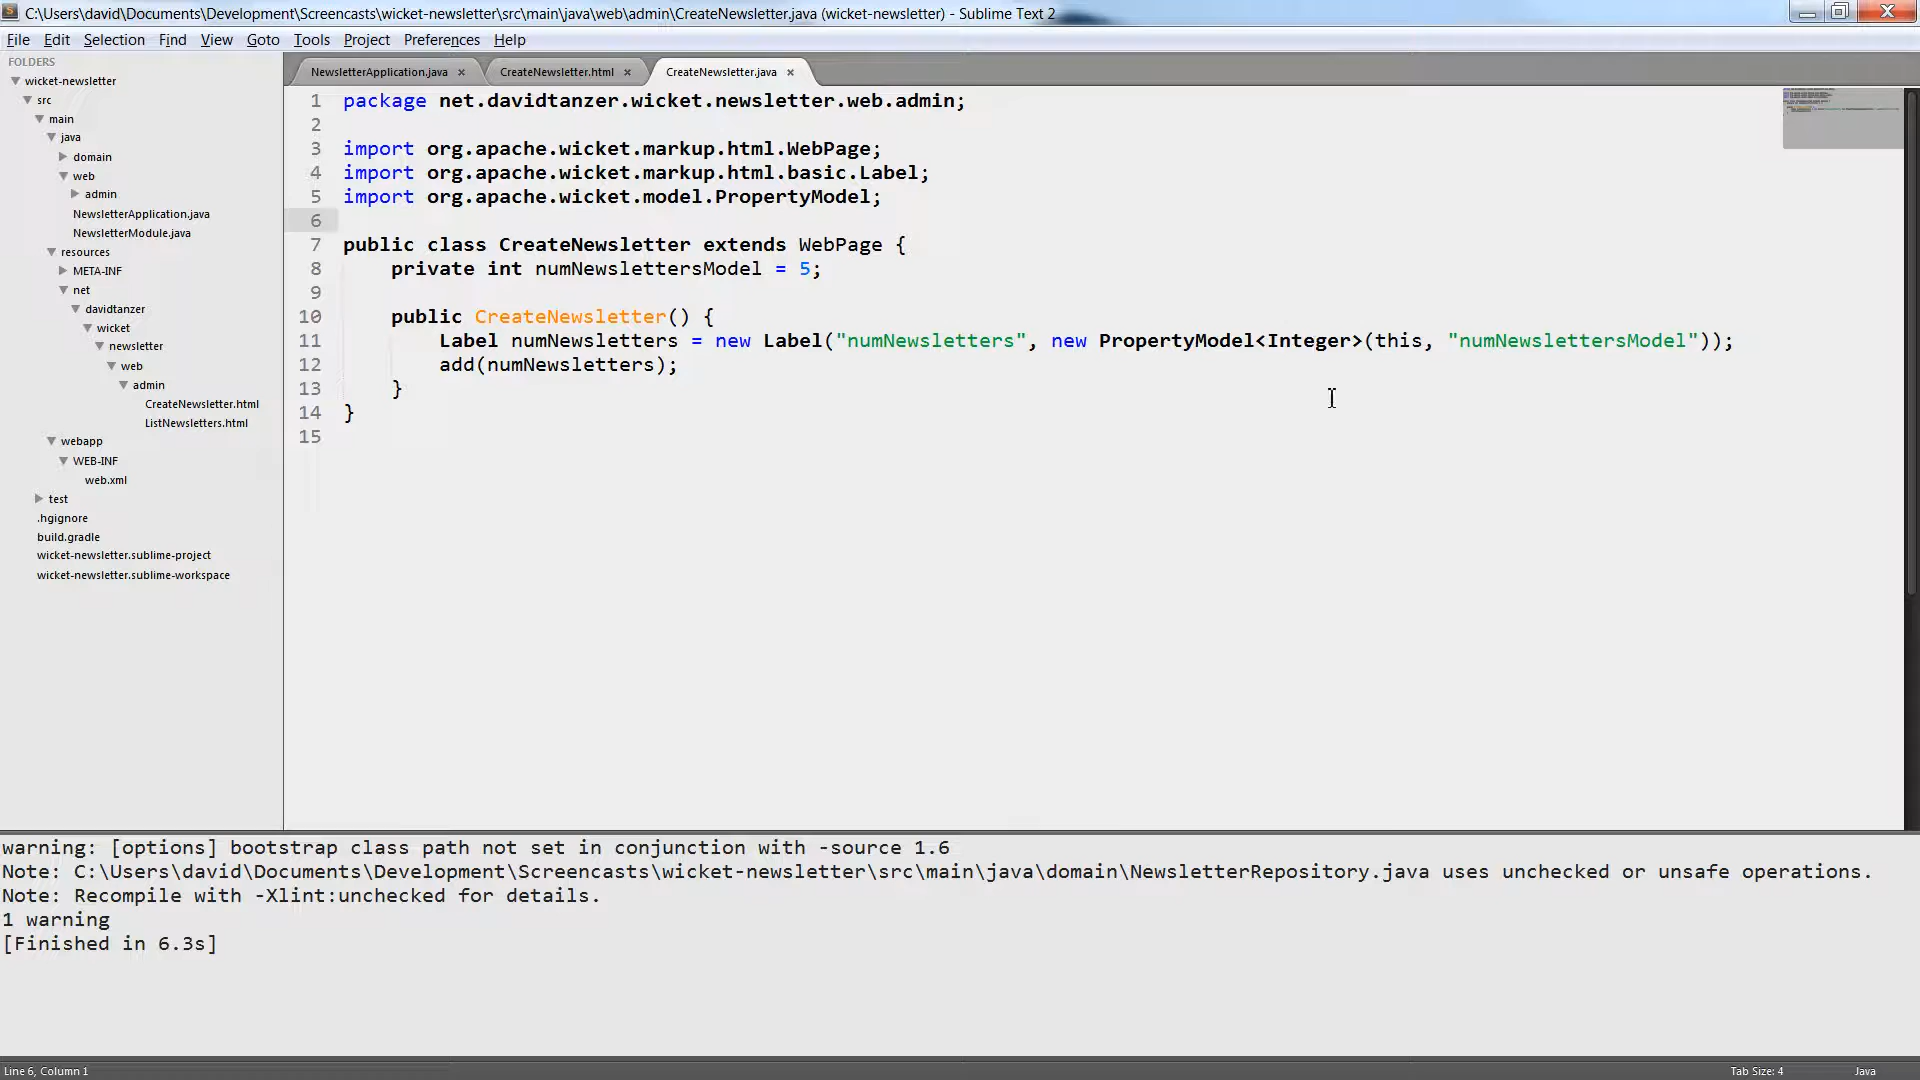 C:\Users\david\Documents\Development\Screencasts\wicket-newsletter\src\main\java\web\admin\CreateNewsletter.java (wicket-newsletter) - Sublime Text 2
File Edit Selection Find View Goto Tools Project Preferences Help
FOLDERS
wicket-newsletter
src
main
java
domain
web
admin
NewsletterApplication.java
NewsletterModule.java
resources
META-INF
net
davidtanzer
wicket
newsletter
web
admin
CreateNewsletter.html
ListNewsletters.html
webapp
WEB-INF
web.xml
test
.hgignore
build.gradle
wicket-newsletter.sublime-project
wicket-newsletter.sublime-workspace
NewsletterApplication.java × CreateNewsletter.html × CreateNewsletter.java ×
1 package net.davidtanzer.wicket.newsletter.web.admin;
2
3 import org.apache.wicket.markup.html.WebPage;
4 import org.apache.wicket.markup.html.basic.Label;
5 import org.apache.wicket.model.PropertyModel;
6
7 public class CreateNewsletter extends WebPage {
8     private int numNewslettersModel = 5;
9
10     public CreateNewsletter() {
11         Label numNewsletters = new Label("numNewsletters", new PropertyModel<Integer>(this, "numNewslettersModel"));
12         add(numNewsletters);
13     }
14 }
15
warning: [options] bootstrap class path not set in conjunction with -source 1.6
Note: C:\Users\david\Documents\Development\Screencasts\wicket-newsletter\src\main\java\domain\NewsletterRepository.java uses unchecked or unsafe operations.
Note: Recompile with -Xlint:unchecked for details.
1 warning
[Finished in 6.3s]
Line 6, Column 1 Tab Size: 4 Java